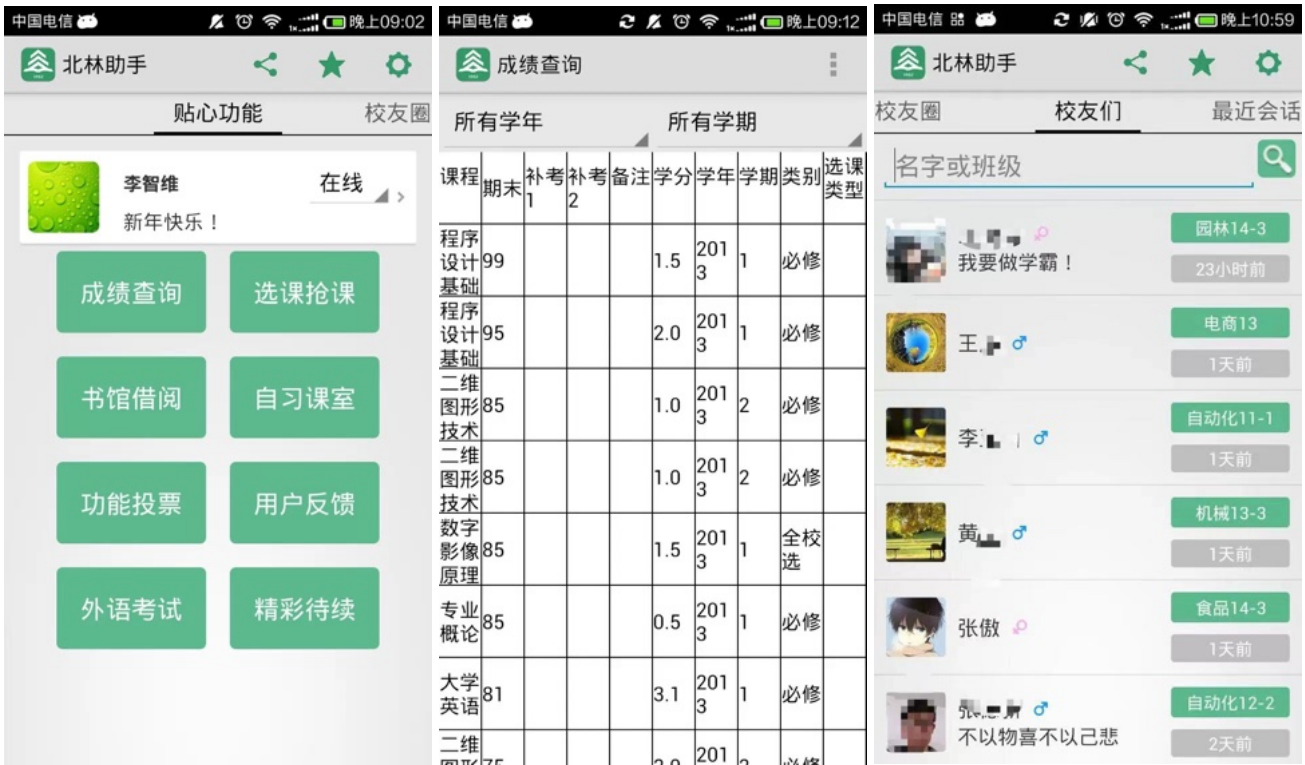 中国电信 晚上09:02
北林助手
贴心功能 校友圈
李智维 在线
新年快乐！
成绩查询 选课抢课
书馆借阅 自习课室
功能投票 用户反馈
外语考试 精彩待续
中国电信 晚上09:12
成绩查询
所有学年 所有学期
课程 期末 补考1 补考2 备注 学分 学年 学期 类别 选课类型
程序设计基础 99 1.5 2013 1 必修
程序设计基础 95 2.0 2013 1 必修
二维图形技术 85 1.0 2013 2 必修
二维图形技术 85 1.0 2013 2 必修
数字影像原理 85 1.5 2013 1 全校选
专业概论 85 0.5 2013 1 必修
大学英语 81 3.1 2013 1 必修
二维 201
中国电信 晚上10:59
北林助手
校友圈 校友们 最近会话
名字或班级
园林14-3
我要做学霸！
23小时前
电商13
王
1天前
自动化11-1
李
1天前
机械13-3
黄
1天前
食品14-3
张傲
1天前
自动化12-2
不以物喜不以己悲
2天前